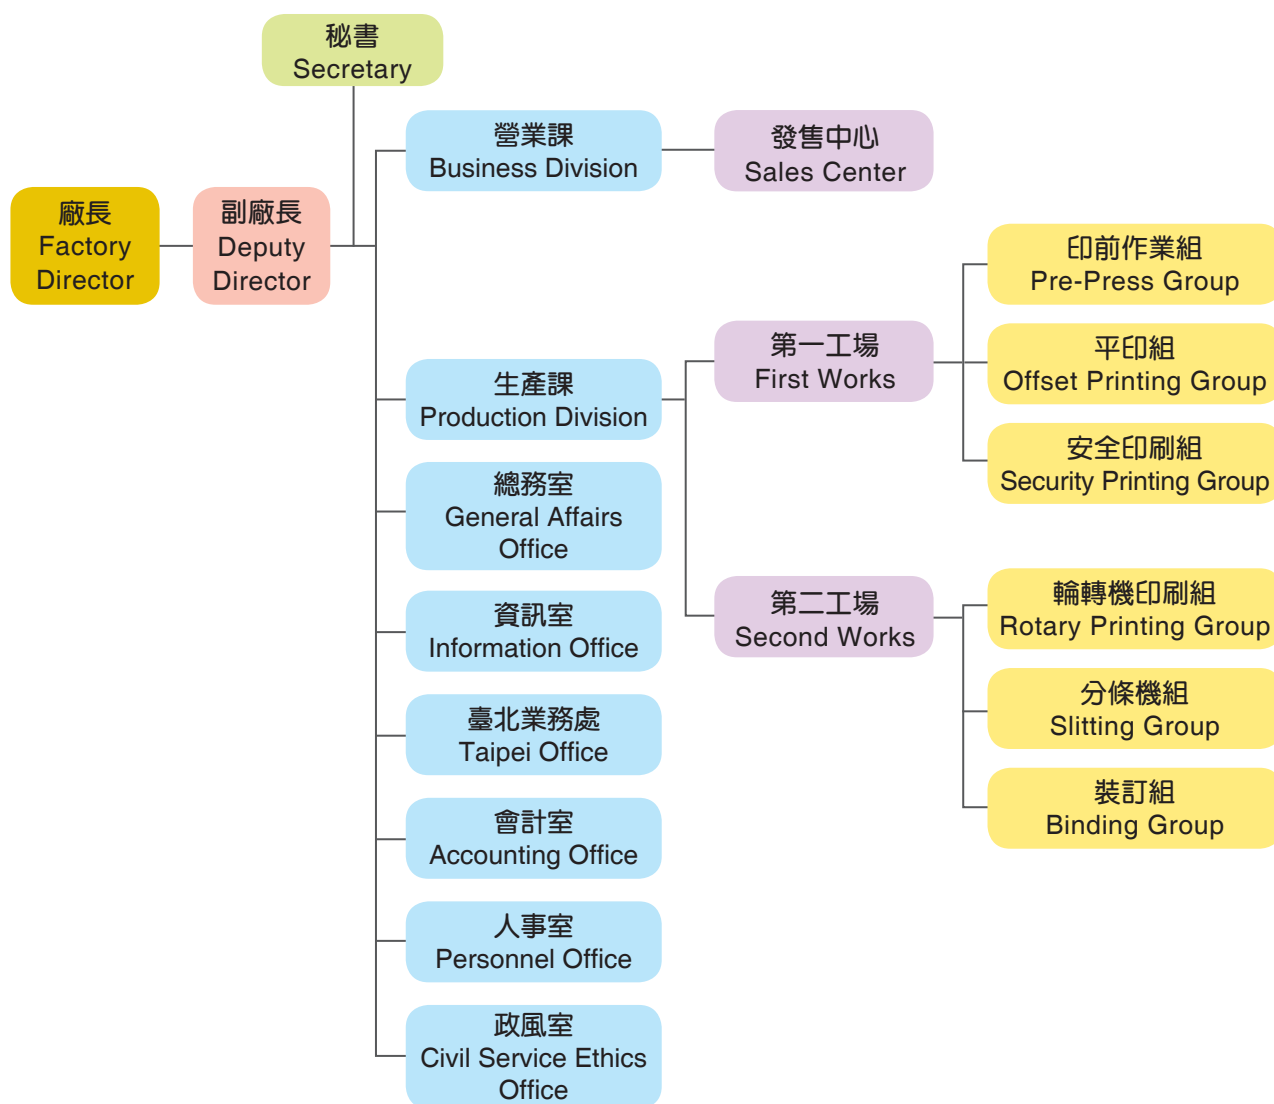 秘書
Secretary
營業課
Business Division
發售中心
Sales Center
廠長
Factory
Director
副廠長
Deputy
Director
印前作業組
Pre-Press Group
第一工場
First Works
平印組
Offset Printing Group
生產課
Production Division
安全印刷組
Security Printing Group
總務室
General Affairs
Office
第二工場
Second Works
輪轉機印刷組
Rotary Printing Group
資訊室
Information Office
分條機組
Slitting Group
臺北業務處
Taipei Office
裝訂組
Binding Group
會計室
Accounting Office
人事室
Personnel Office
政風室
Civil Service Ethics
Office